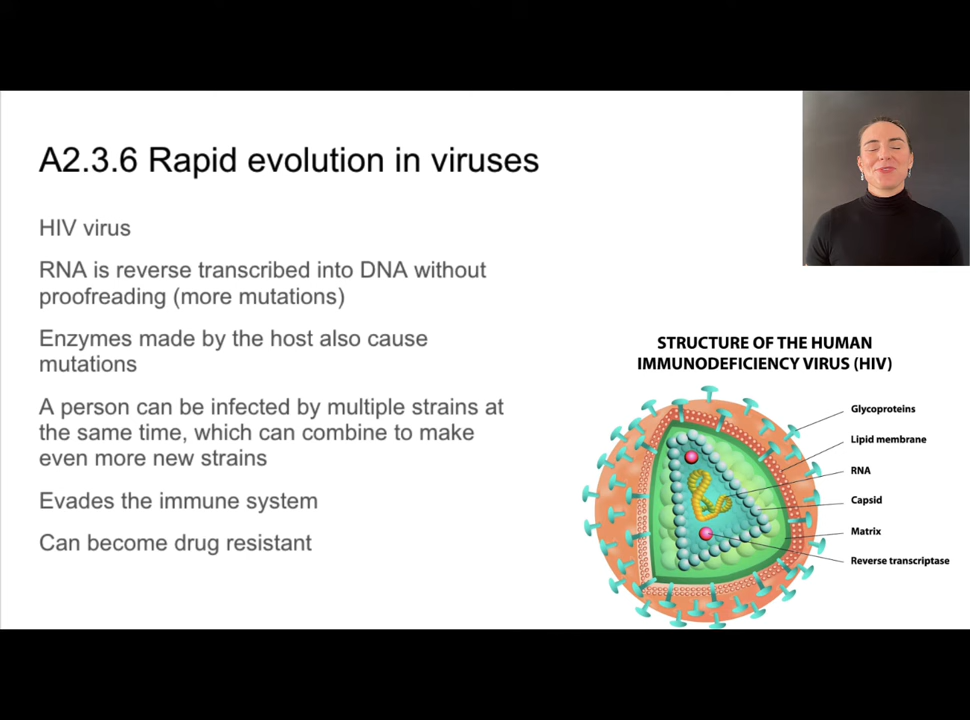 A2.3.6 Rapid evolution in viruses
HIV virus
RNA is reverse transcribed into DNA without
proofreading (more mutations)
Enzymes made by the host also cause
mutations
A person can be infected by multiple strains at
the same time, which can combine to make
even more new strains
Evades the immune system
Can become drug resistant
STRUCTURE OF THE HUMAN
IMMUNODEFICIENCY VIRUS (HIV)
Glycoproteins
Lipid membrane
RNA
Capsid
Matrix
Reverse transcriptase